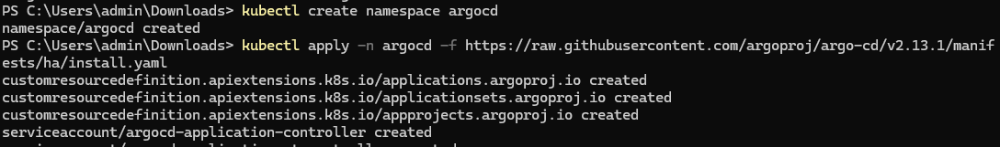 PS C:\Users\admin\Downloads> kubectl create namespace argocd
namespace/argocd created
PS C:\Users\admin\Downloads> kubectl apply -n argocd -f https://raw.githubusercontent.com/argoproj/argo-cd/v2.13.1/manif
ests/ha/install.yaml
customresourcedefinition.apiextensions.k8s.io/applications.argoproj.io created
customresourcedefinition.apiextensions.k8s.io/applicationsets.argoproj.io created
customresourcedefinition.apiextensions.k8s.io/appprojects.argoproj.io created
serviceaccount/argocd-application-controller created